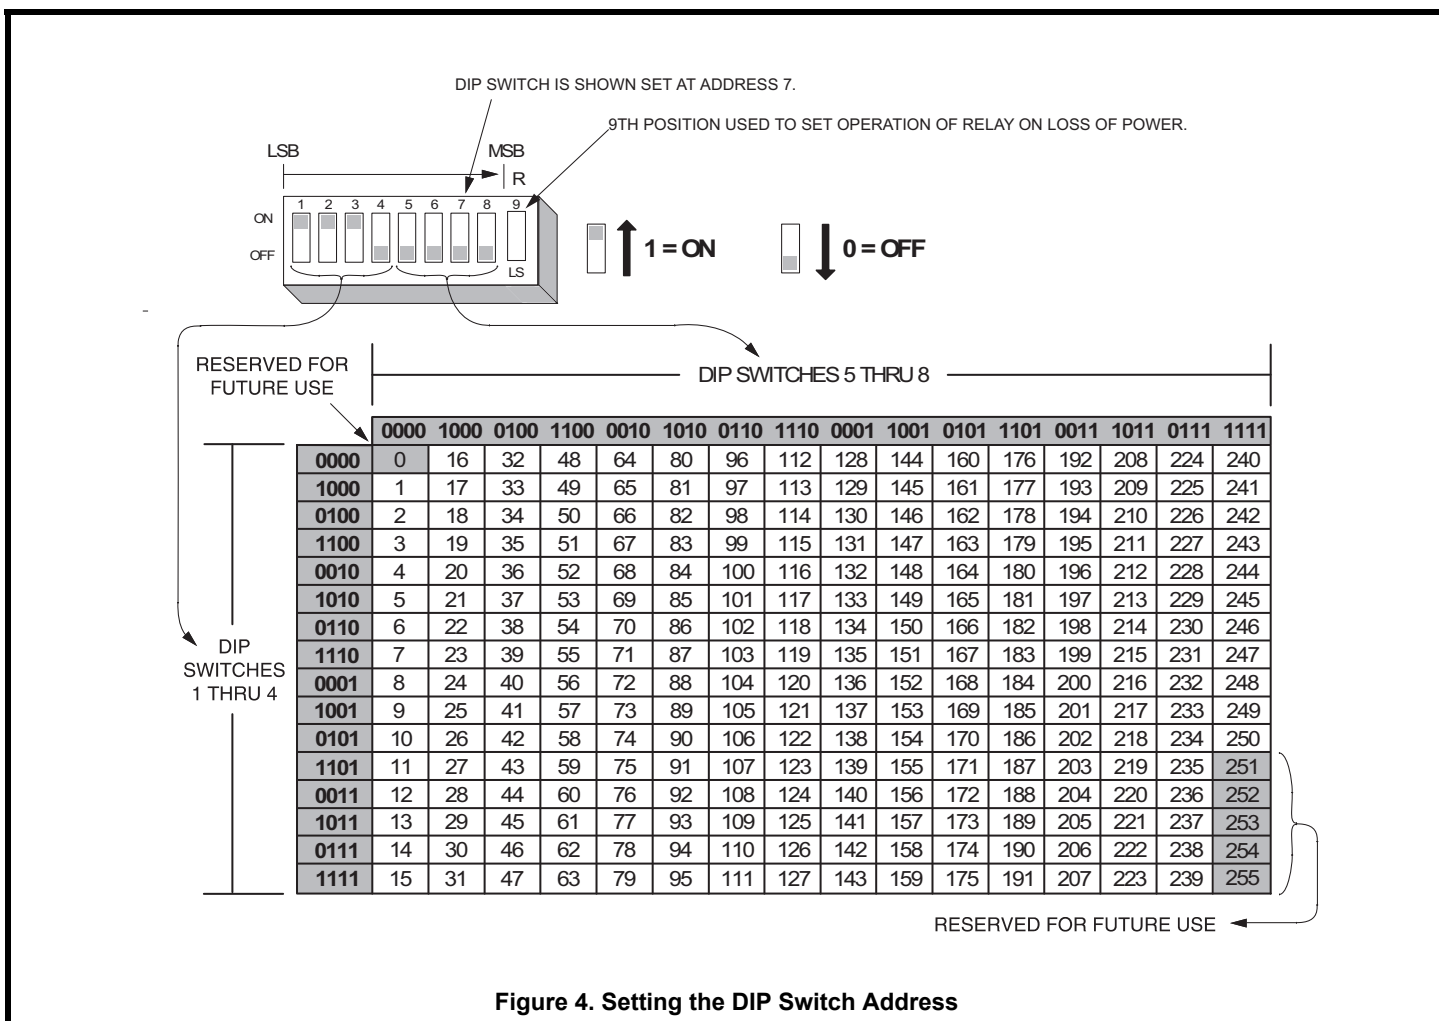 DIP SWITCH IS SHOWN SET AT ADDRESS 7.
9TH POSITION USED TO SET OPERATION OF RELAY ON LOSS OF POWER.
LSB MSB
R
1 2 3 4 5 6 7 8 9
ON
OFF
LS
1 = ON 0 = OFF
RESERVED FOR
FUTURE USE
DIP SWITCHES 5 THRU 8
0000 1000 0100 1100 0010 1010 0110 1110 0001 1001 0101 1101 0011 1011 0111 1111
0000 0 16 32 48 64 80 96 112 128 144 160 176 192 208 224 240
1000 1 17 33 49 65 81 97 113 129 145 161 177 193 209 225 241
0100 2 18 34 50 66 82 98 114 130 146 162 178 194 210 226 242
1100 3 19 35 51 67 83 99 115 131 147 163 179 195 211 227 243
0010 4 20 36 52 68 84 100 116 132 148 164 180 196 212 228 244
1010 5 21 37 53 69 85 101 117 133 149 165 181 197 213 229 245
0110 6 22 38 54 70 86 102 118 134 150 166 182 198 214 230 246
1110 7 23 39 55 71 87 103 119 135 151 167 183 199 215 231 247
0001 8 24 40 56 72 88 104 120 136 152 168 184 200 216 232 248
1001 9 25 41 57 73 89 105 121 137 153 169 185 201 217 233 249
0101 10 26 42 58 74 90 106 122 138 154 170 186 202 218 234 250
1101 11 27 43 59 75 91 107 123 139 155 171 187 203 219 235 251
0011 12 28 44 60 76 92 108 124 140 156 172 188 204 220 236 252
1011 13 29 45 61 77 93 109 125 141 157 173 189 205 221 237 253
0111 14 30 46 62 78 94 110 126 142 158 174 190 206 222 238 254
1111 15 31 47 63 79 95 111 127 143 159 175 191 207 223 239 255
DIP
SWITCHES
1 THRU 4
RESERVED FOR FUTURE USE
Figure 4. Setting the DIP Switch Address